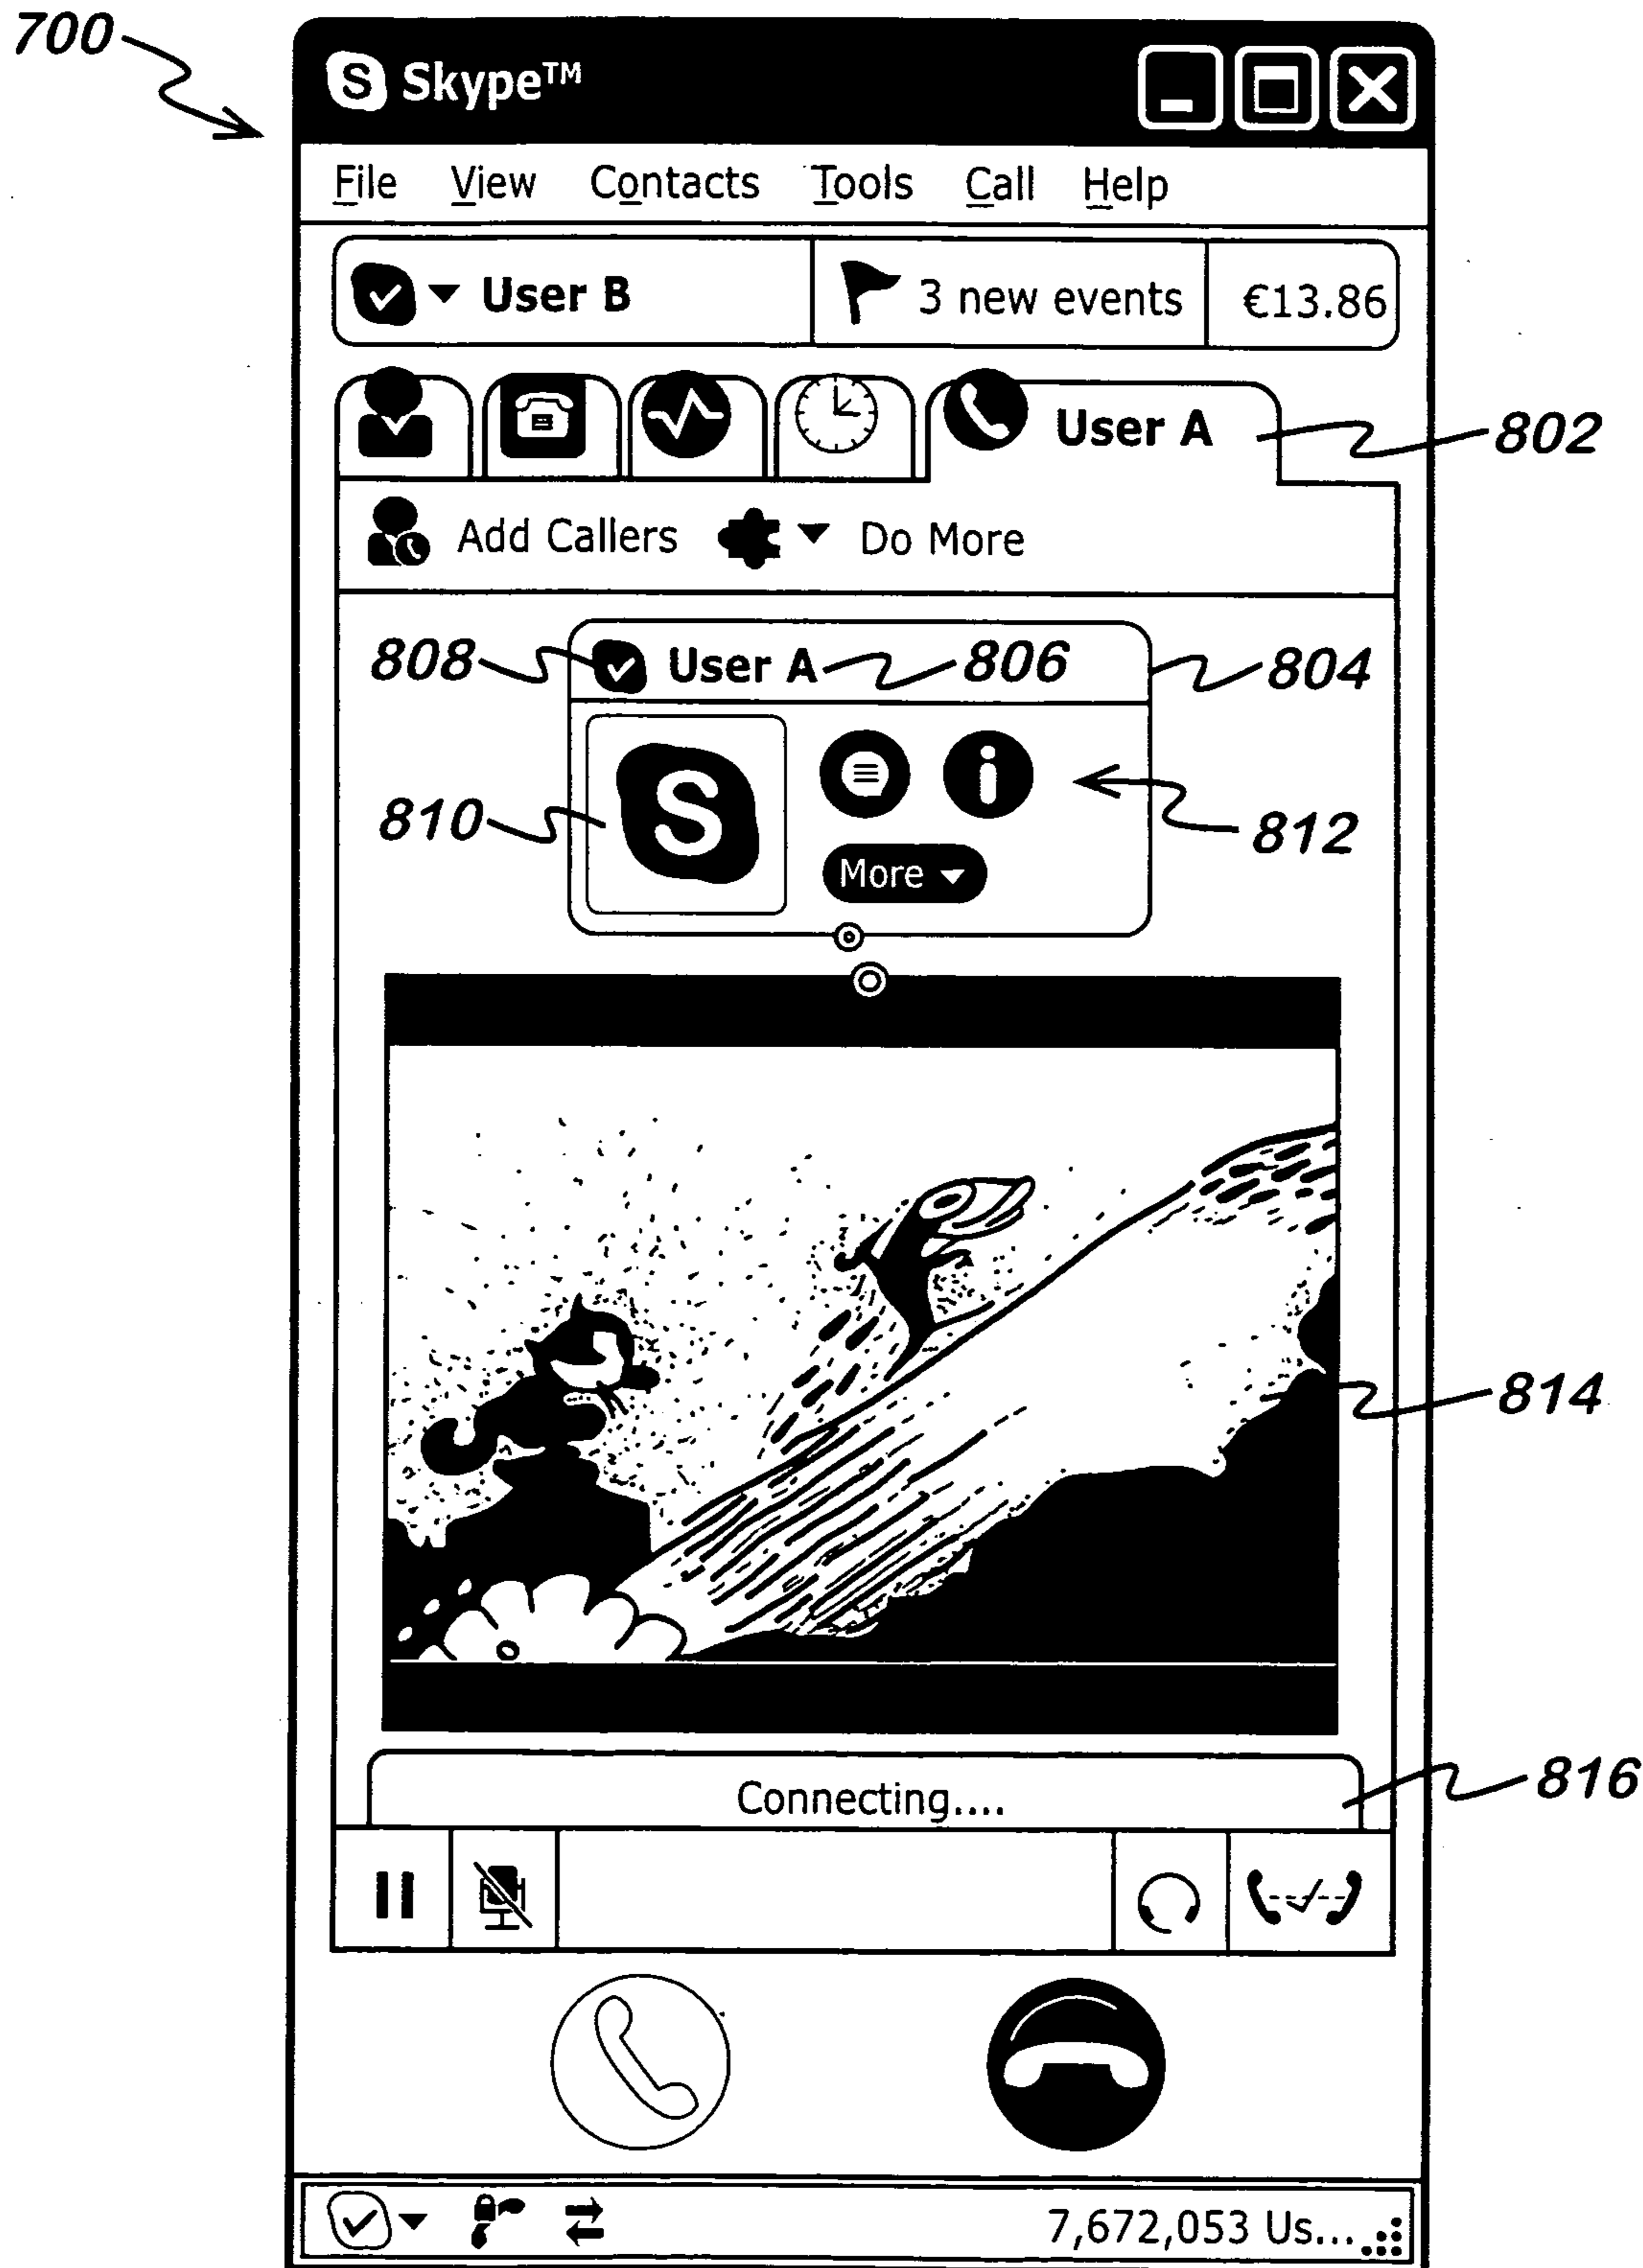 700
Skype™
File View Contacts Tools Call Help
User B 3 new events €13.86
User A 802
Add Callers Do More
808 User A 806 804
S
810 812
More
814
Connecting....
816
7,672,053 Us...